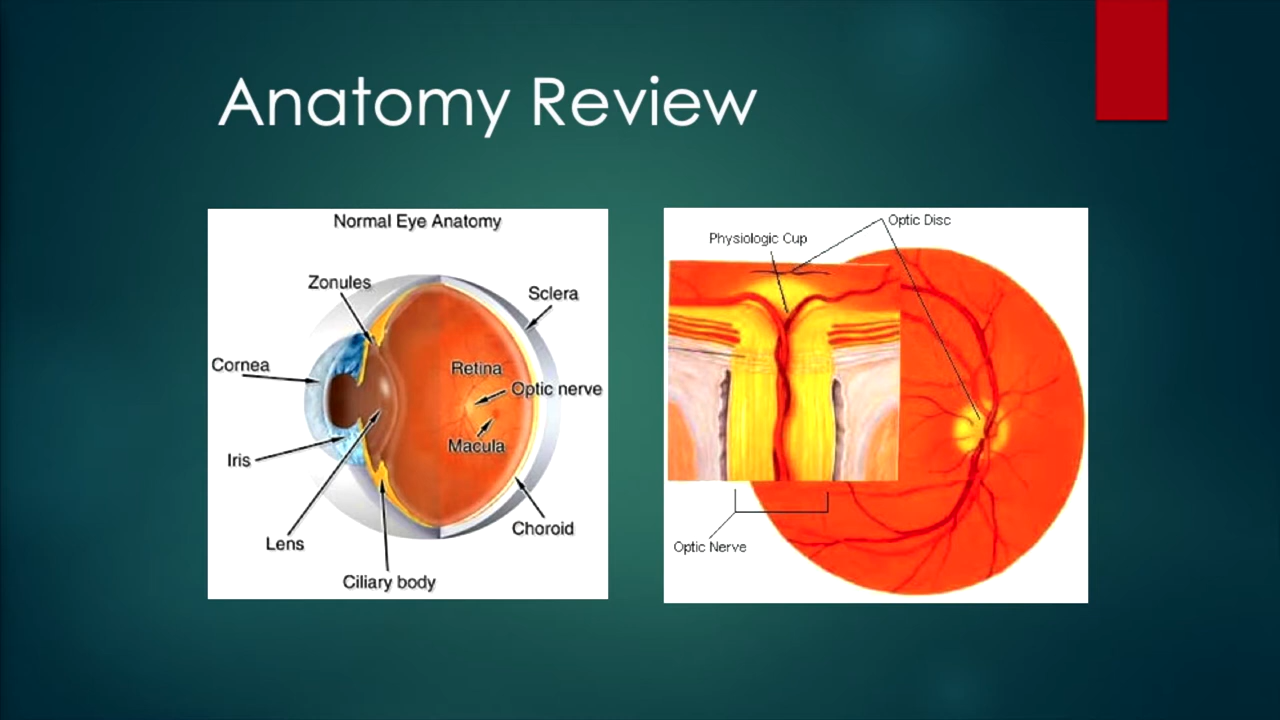 Anatomy Review
Normal Eye Anatomy
Zonules
Sclera
Cornea
Retina
Optic nerve
Macula
Iris
Choroid
Lens
Ciliary body
Optic Disc
Physiologic Cup
Optic Nerve